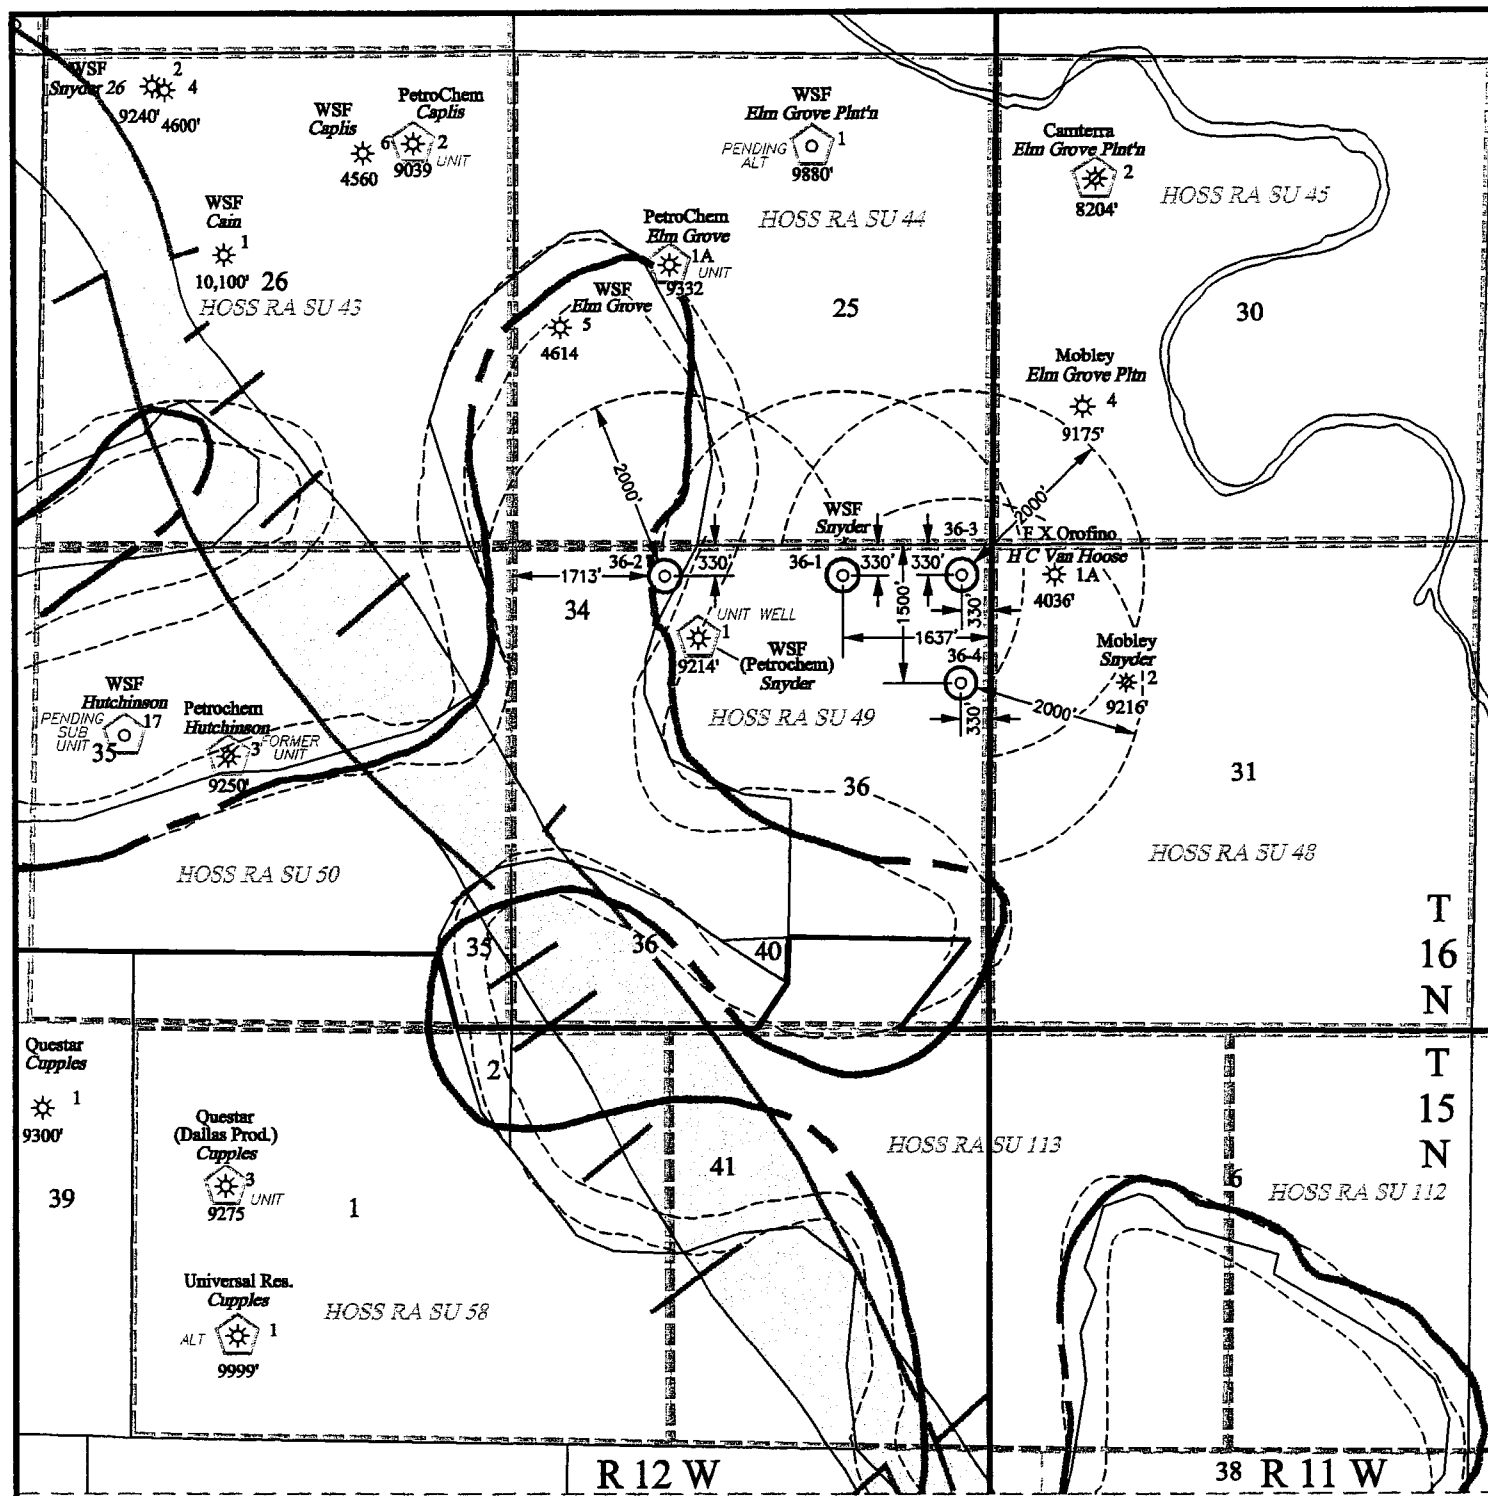 WSF
Snyder 26
2
4
9240'
4600'
WSF
Caplis
6
4560
PetroChem
Caplis
2
UNIT
9039
WSF
Elm Grove Plnt'n
1
PENDING
ALT
9880'
Camterra
Elm Grove Plnt'n
2
8204'
HOSS RA SU 45
HOSS RA SU 44
WSF
Cain
1
10,100'
26
HOSS RA SU 43
PetroChem
Elm Grove
1A
UNIT
9332
WSF
Elm Grove
5
4614
25
30
Mobley
Elm Grove Pltn
4
9175'
2000'
2000'
WSF
Snyder
36-3
F X Orofino
H C Van Hoose
1A
4036'
36-2
330'
36-1
330'
330'
1713'
34
1500'
330'
1637'
UNIT WELL
1
9214'
WSF
(Petrochem)
Snyder
36-4
Mobley
Snyder
2
9216'
2000'
330'
HOSS RA SU 49
WSF
Hutchinson
17
PENDING
SUB
UNIT
35
Petrochem
Hutchinson
3
FORMER
UNIT
9250'
36
31
HOSS RA SU 48
HOSS RA SU 50
T
16
N
35
36
40
Questar
Cupples
1
9300'
2
T
15
N
Questar
(Dallas Prod.)
Cupples
3
UNIT
9275
HOSS RA SU 113
41
6
HOSS RA SU 112
39
1
Universal Res.
Cupples
ALT
1
9999'
HOSS RA SU 58
R 12 W
38
R 11 W